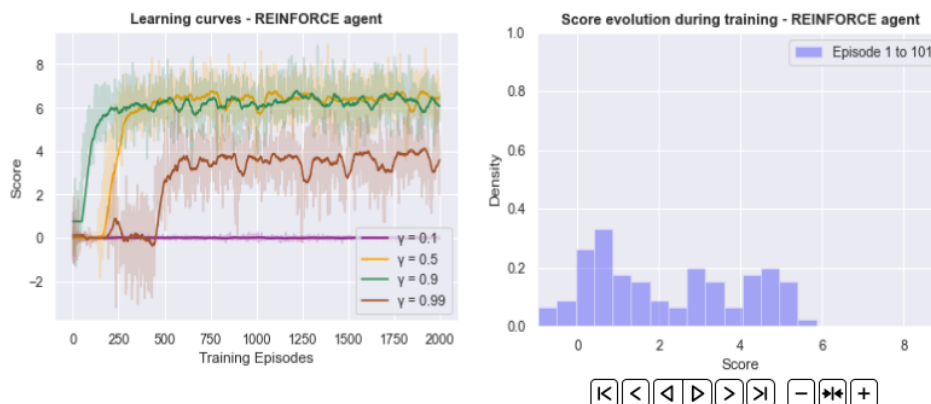 Learning curves - REINFORCE agent
8
6
4
2
0
−2
Score
0 250 500 750 1000 1250 1500 1750 2000
Training Episodes
γ = 0.1
γ = 0.5
γ = 0.9
γ = 0.99
Score evolution during training - REINFORCE agent
1.0
0.8
0.6
0.4
0.2
0.0
Density
Episode 1 to 101
0 2 4 6 8
Score